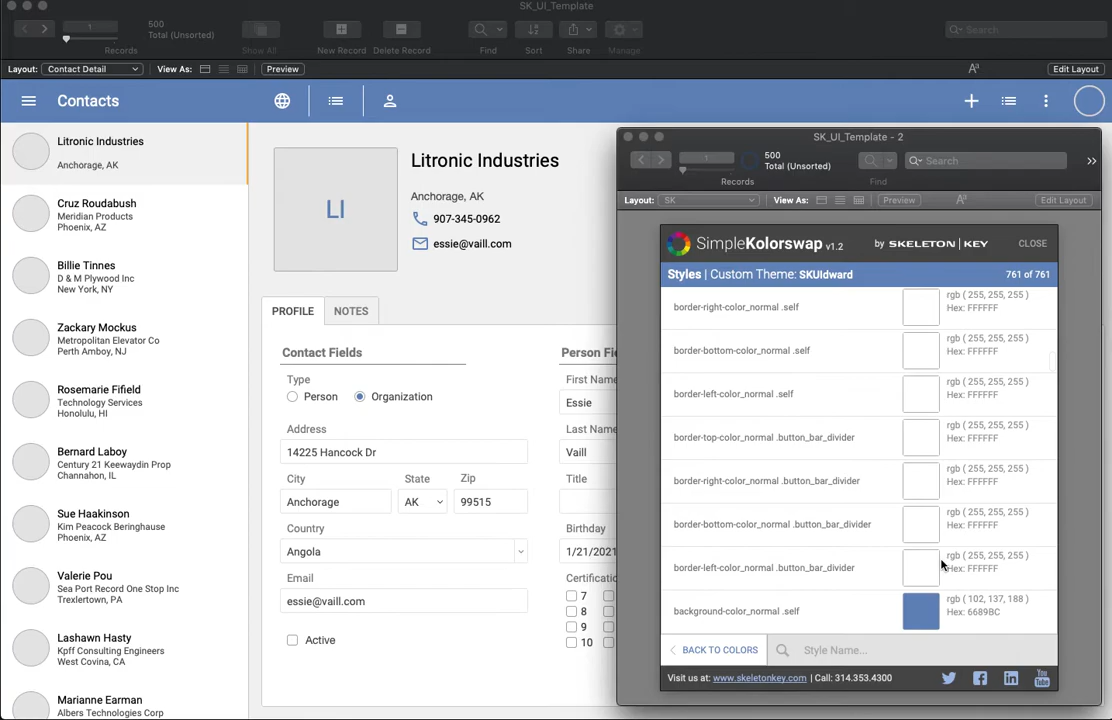 SK_UI_Template
1
500
Total (Unsorted)
Records
Show All
New Record
Delete Record
Find
Sort
Share
Manage
Search
Layout:
Contact Detail
View As:
Preview
Edit Layout
Contacts
Litronic Industries
Anchorage, AK
Cruz Roudabush
Meridian Products
Phoenix, AZ
Billie Tinnes
D & M Plywood Inc
New York, NY
Zackary Mockus
Metropolitan Elevator Co
Perth Amboy, NJ
Rosemarie Fifield
Technology Services
Honolulu, HI
Bernard Laboy
Century 21 Keewaydin Prop
Channahon, IL
Sue Haakinson
Kim Peacock Beringhause
Phoenix, AZ
Valerie Pou
Sea Port Record One Stop Inc
Trexlertown, PA
Lashawn Hasty
Kpff Consulting Engineers
West Covina, CA
Marianne Earman
Albers Technologies Corp
LI
Litronic Industries
Anchorage, AK
907-345-0962
essie@vaill.com
PROFILE
NOTES
Contact Fields
Type
Person
Organization
Address
14225 Hancock Dr
City
State
Zip
Anchorage
AK
99515
Country
Angola
Email
essie@vaill.com
Active
Person Fie
First Name
Essie
Last Name
Vaill
Title
Birthday
1/21/2021
Certificatio
7
8
9
10
SK_UI_Template - 2
1
500
Total (Unsorted)
Records
Find
Search
Layout:
SK
View As:
Preview
Edit Layout
SimpleKolorswap v1.2
by SKELETON|KEY
CLOSE
Styles | Custom Theme: SKUIdward
761 of 761
border-right-color_normal .self
rgb ( 255, 255, 255 )
Hex: FFFFFF
border-bottom-color_normal .self
rgb ( 255, 255, 255 )
Hex: FFFFFF
border-left-color_normal .self
rgb ( 255, 255, 255 )
Hex: FFFFFF
border-top-color_normal .button_bar_divider
rgb ( 255, 255, 255 )
Hex: FFFFFF
border-right-color_normal .button_bar_divider
rgb ( 255, 255, 255 )
Hex: FFFFFF
border-bottom-color_normal .button_bar_divider
rgb ( 255, 255, 255 )
Hex: FFFFFF
border-left-color_normal .button_bar_divider
rgb ( 255, 255, 255 )
Hex: FFFFFF
background-color_normal .self
rgb ( 102, 137, 188 )
Hex: 6689BC
BACK TO COLORS
Style Name...
Visit us at: www.skeletonkey.com | Call: 314.353.4300
You
Tube